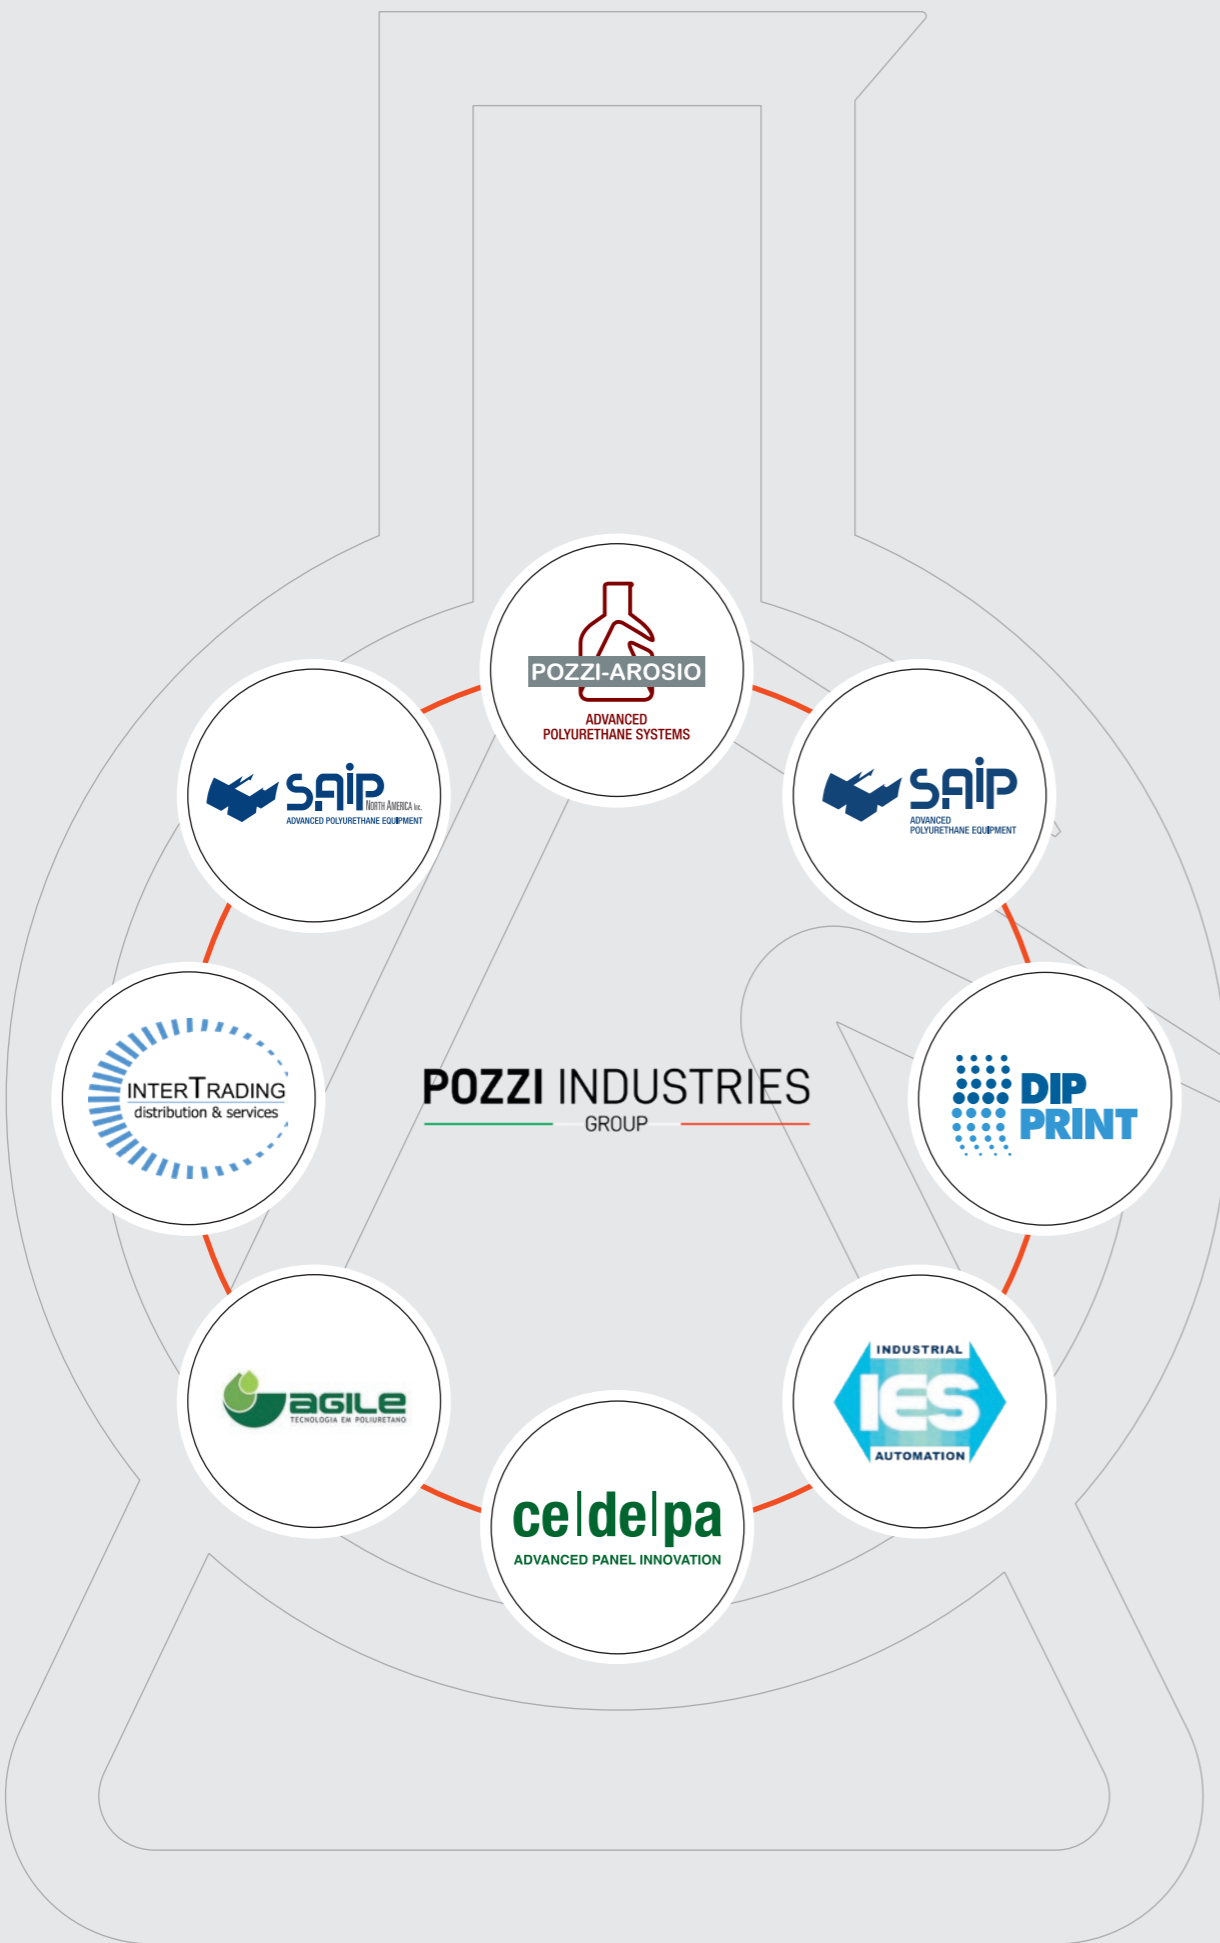 POZZI-AROSIO
ADVANCED
POLYURETHANE SYSTEMS
SAIP
NORTH AMERICA Inc.
ADVANCED POLYURETHANE EQUIPMENT
SAIP
ADVANCED
POLYURETHANE EQUIPMENT
INTERTRADING
distribution & services
POZZI INDUSTRIES
GROUP
DIP
PRINT
agile
TECNOLOGIA EM POLIURETANO
INDUSTRIAL
IES
AUTOMATION
ce|de|pa
ADVANCED PANEL INNOVATION